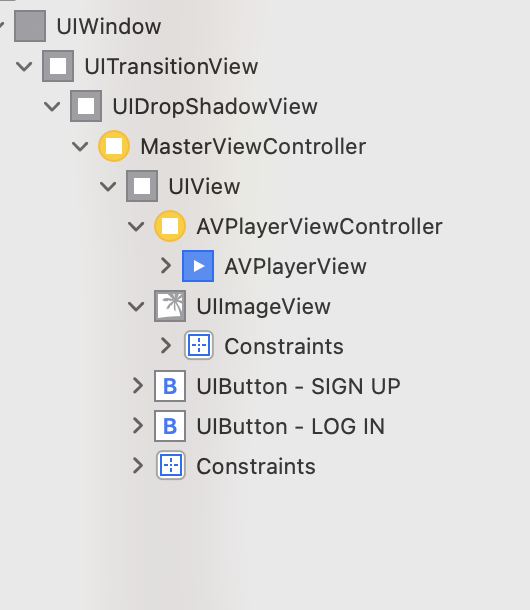 UIWindow
UITransitionView
UIDropShadowView
MasterViewController
UIView
AVPlayerViewController
AVPlayerView
UIImageView
Constraints
B UIButton - SIGN UP
B UIButton - LOG IN
Constraints